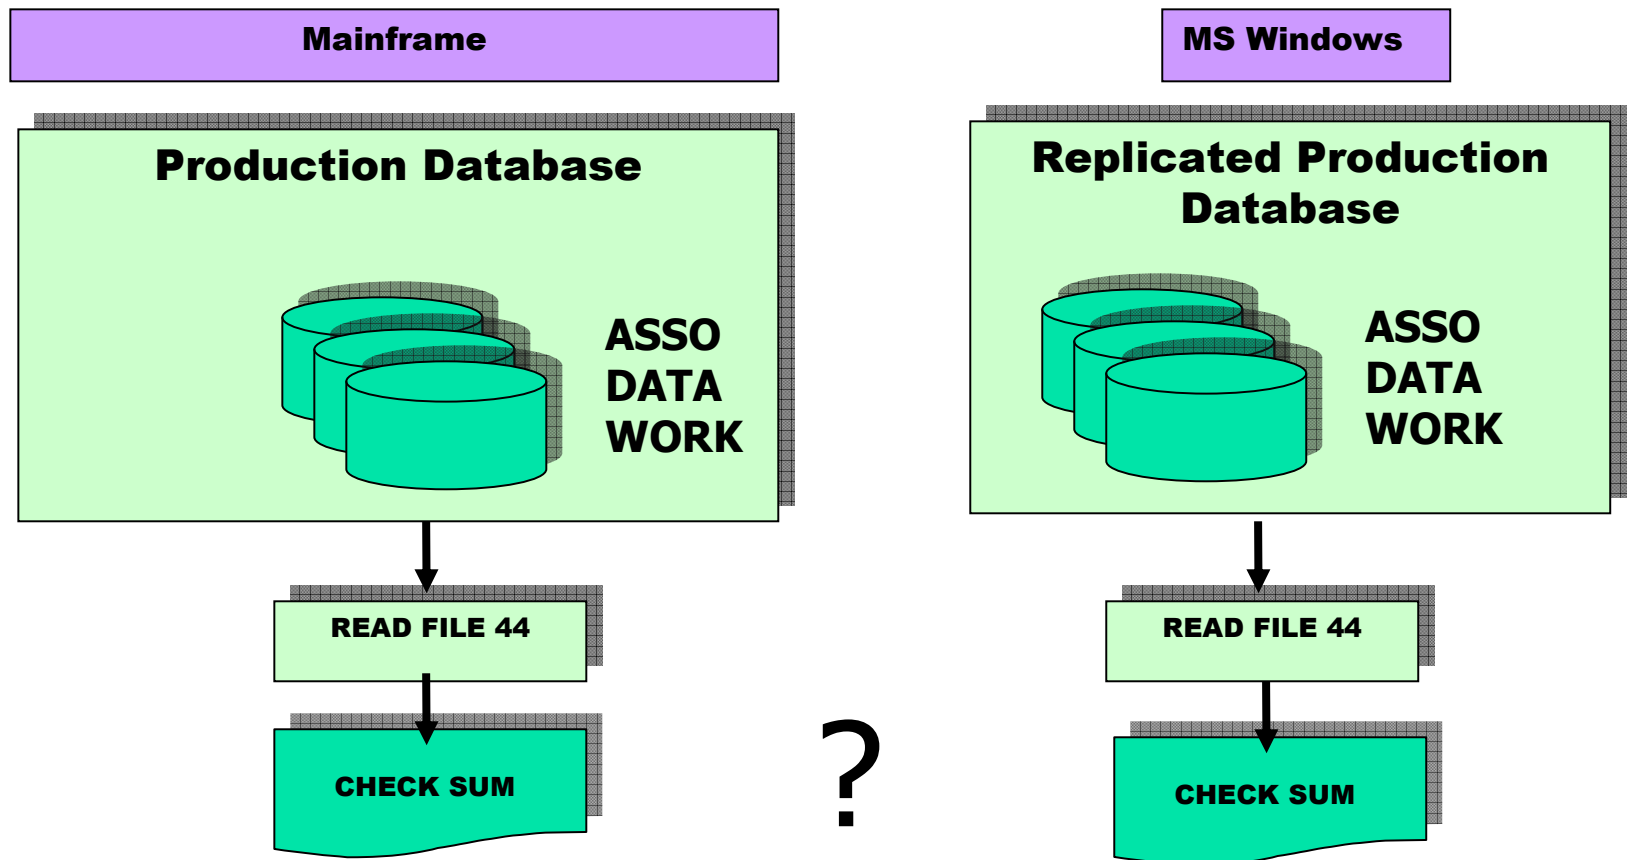 Mainframe
MS Windows
Production Database
ASSO
DATA
WORK
Replicated Production
Database
ASSO
DATA
WORK
READ FILE 44
READ FILE 44
CHECK SUM
?
CHECK SUM